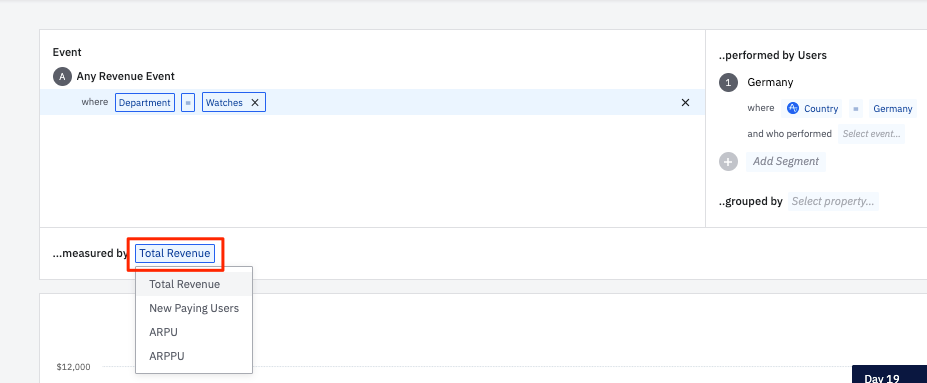 Event
A Any Revenue Event
where Department = Watches ×
...measured by Total Revenue
Total Revenue
New Paying Users
ARPU
ARPPU
$12,000
..performed by Users
1 Germany
where Country = Germany
and who performed Select event...
Add Segment
..grouped by Select property...
Day 19